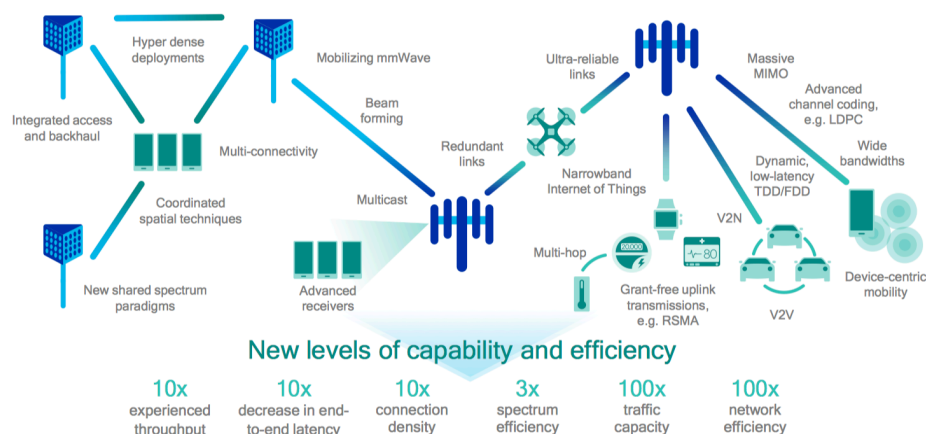 Hyper dense
deployments
Mobilizing mmWave
Integrated access
and backhaul
Multi-connectivity
Beam
forming
Ultra-reliable
links
Redundant
links
Massive
MIMO
Advanced
channel coding,
e.g. LDPC
Wide
bandwidths
Dynamic,
low-latency
TDD/FDD
Narrowband
Internet of Things
Coordinated
spatial techniques
Multicast
V2N
New shared spectrum
paradigms
Advanced
receivers
Multi-hop
20,000
80
Grant-free uplink
transmissions,
e.g. RSMA
V2V
Device-centric
mobility
New levels of capability and efficiency
10x
experienced
throughput
10x
decrease in end-
to-end latency
10x
connection
density
3x
spectrum
efficiency
100x
traffic
capacity
100x
network
efficiency